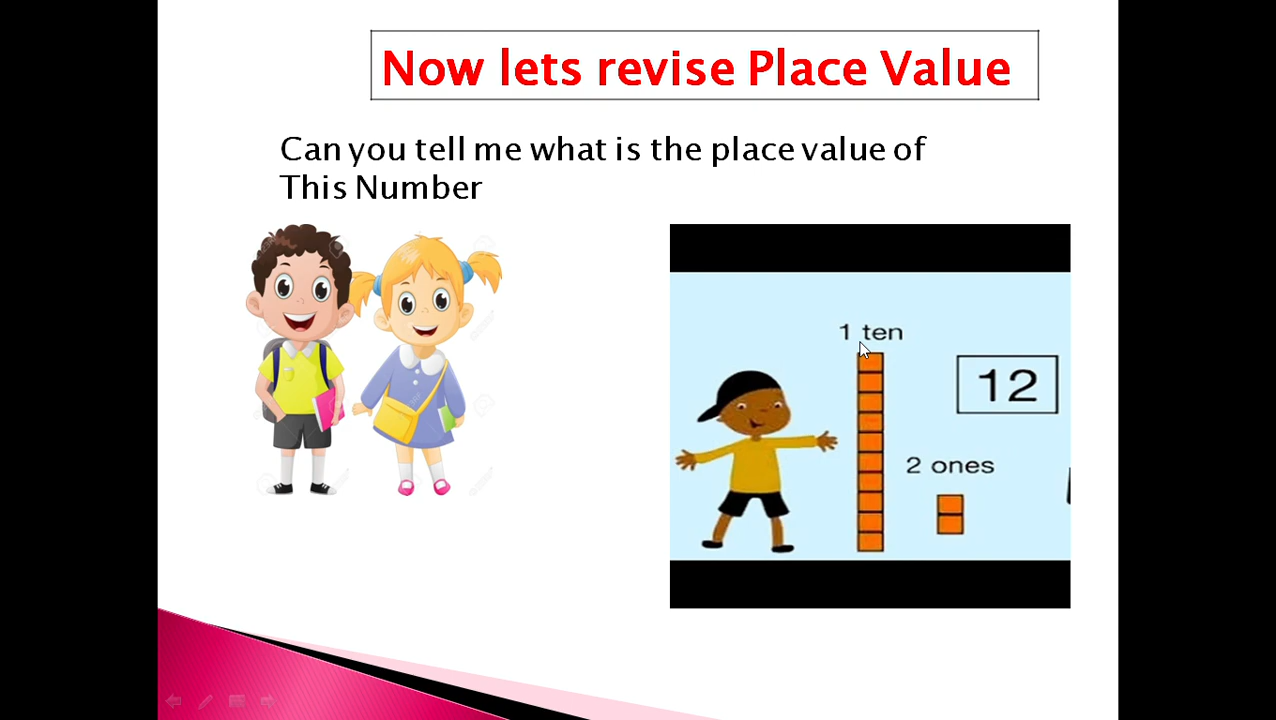 Now lets revise Place Value
Can you tell me what is the place value of
This Number
1 ten
12
2 ones